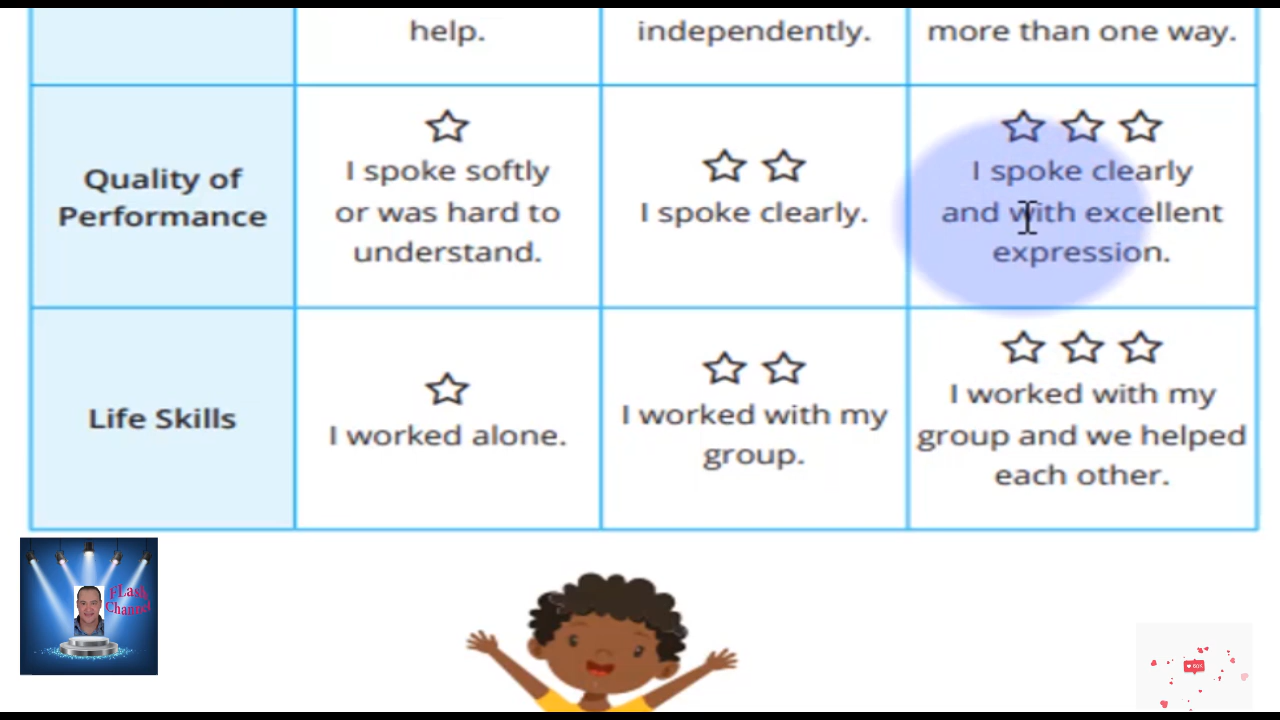 help.
independently.
more than one way.
Quality of
Performance
I spoke softly
or was hard to
understand.
I spoke clearly.
I spoke clearly
and with excellent
expression.
Life Skills
I worked alone.
I worked with my
group.
I worked with my
group and we helped
each other.
FLash
Channel